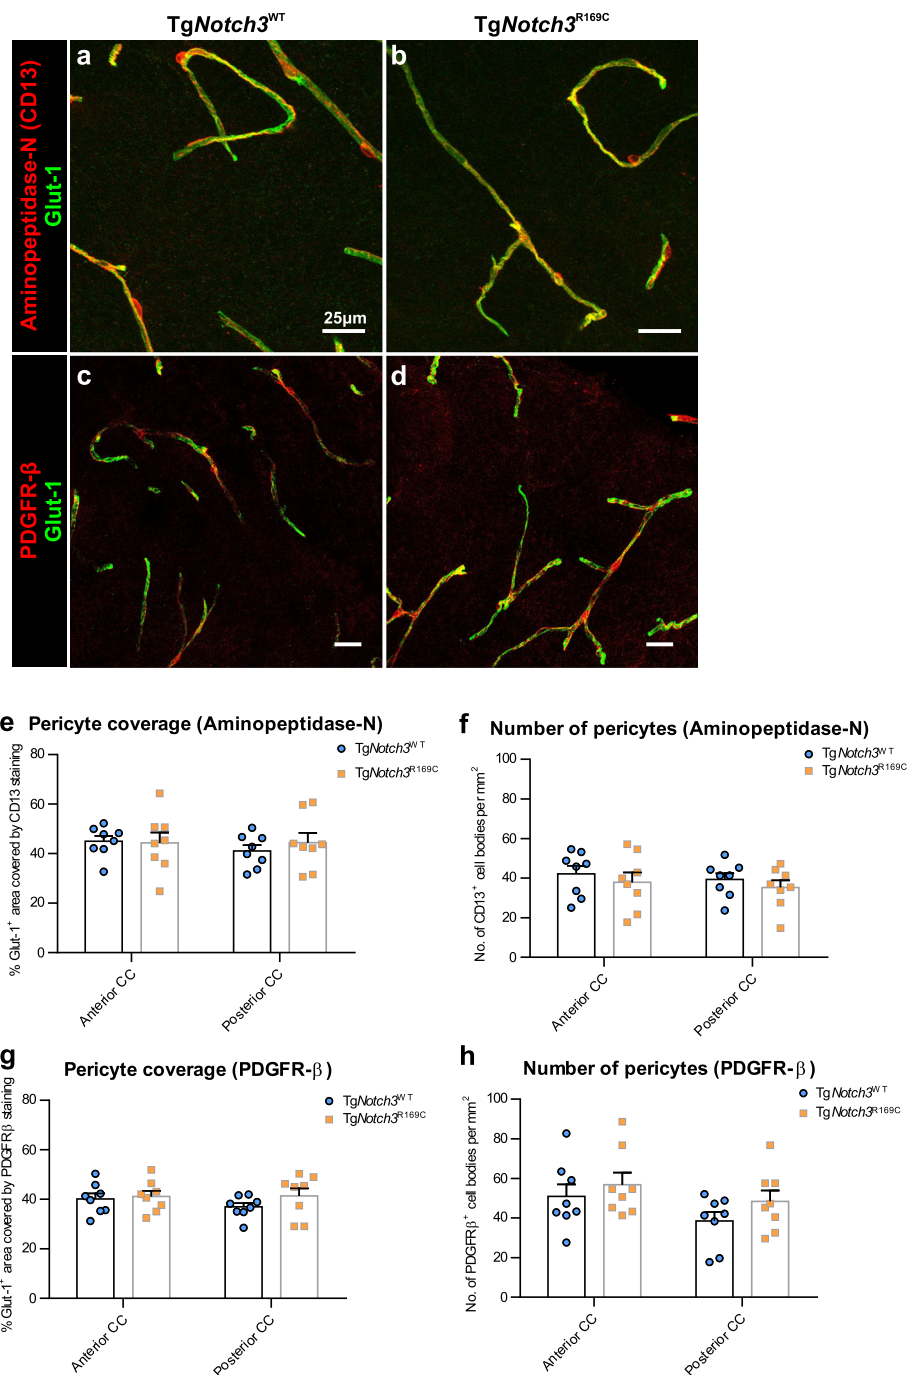 TgNotch3WT
TgNotch3R169C
Aminopeptidase-N (CD13)
Glut-1
a
b
25µm
PDGFR-β
Glut-1
c
d
e
Pericyte coverage (Aminopeptidase-N)
TgNotch3WT
TgNotch3R169C
% Glut-1+ area covered by CD13 staining
80
60
40
20
0
Anterior CC
Posterior CC
f
Number of pericytes (Aminopeptidase-N)
TgNotch3WT
TgNotch3R169C
No. of CD13+ cell bodies per mm2
100
80
60
40
20
0
Anterior CC
Posterior CC
g
Pericyte coverage (PDGFR-β)
TgNotch3WT
TgNotch3R169C
% Glut-1+ area covered by PDGFRβ staining
80
60
40
20
0
Anterior CC
Posterior CC
h
Number of pericytes (PDGFR-β)
TgNotch3WT
TgNotch3R169C
No. of PDGFRβ+ cell bodies per mm2
100
80
60
40
20
0
Anterior CC
Posterior CC